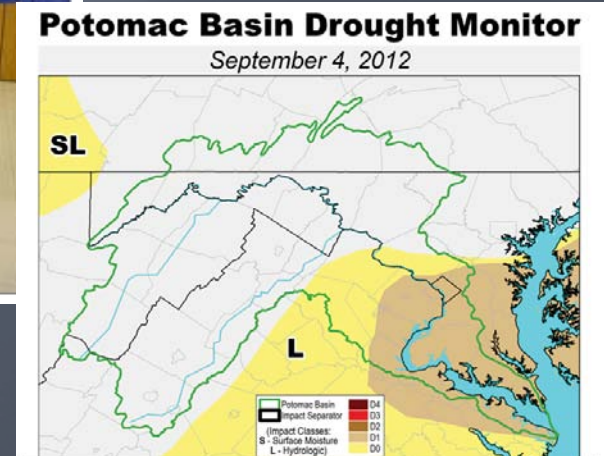 Potomac Basin Drought Monitor
September 4, 2012
SL
L
Potomac Basin
Impact Separator
(Impact Classes:
S - Surface Moisture
L - Hydrologic)
D4
D3
D2
D1
D0